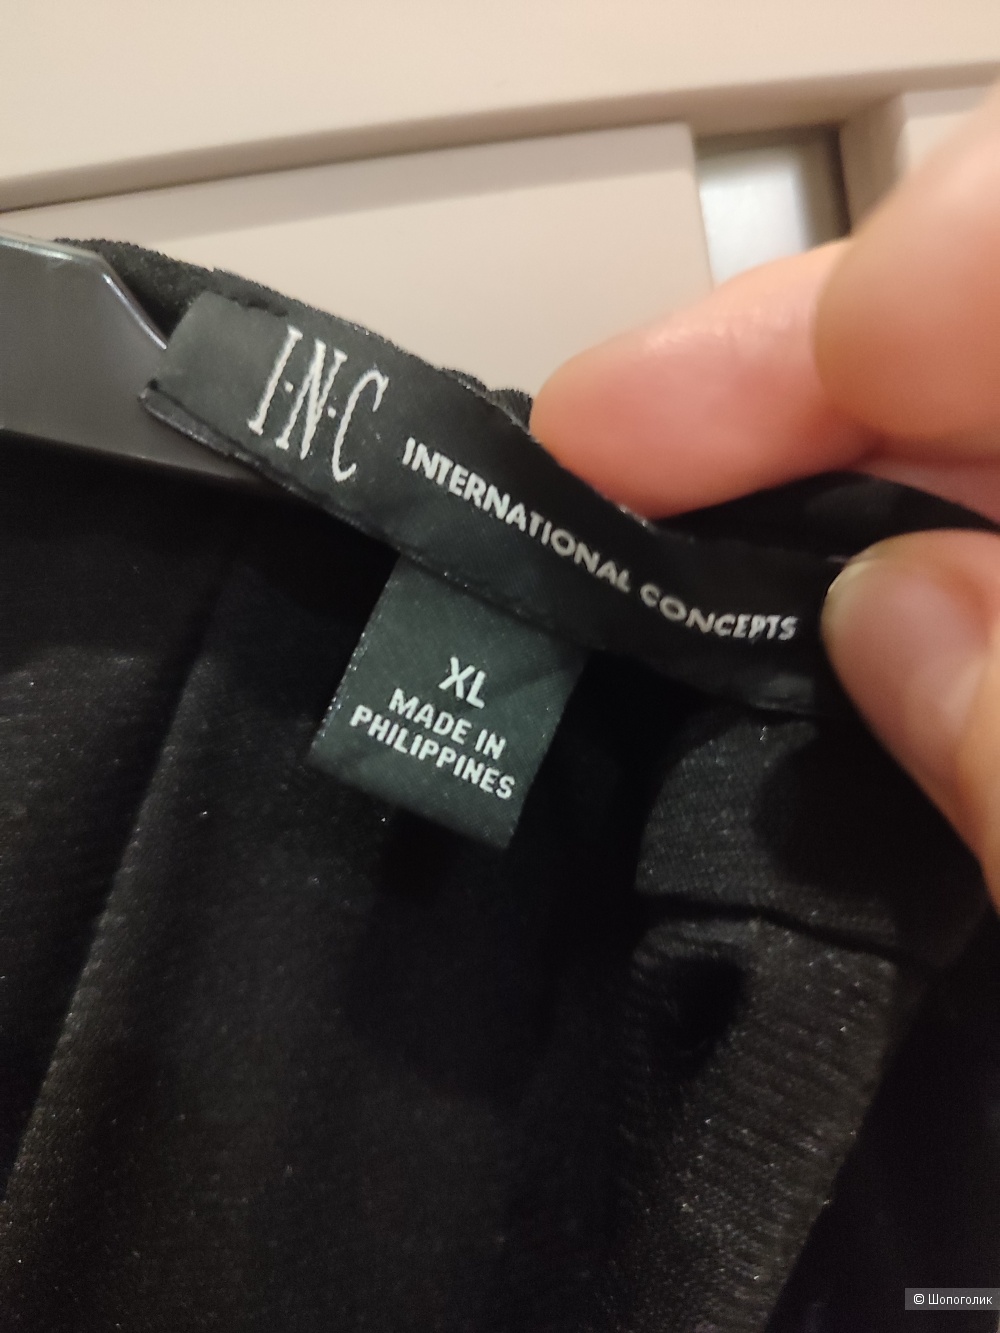 I·N·C INTERNATIONAL CONCEPTS
XL
MADE IN
PHILIPPINES
© Шопоголик